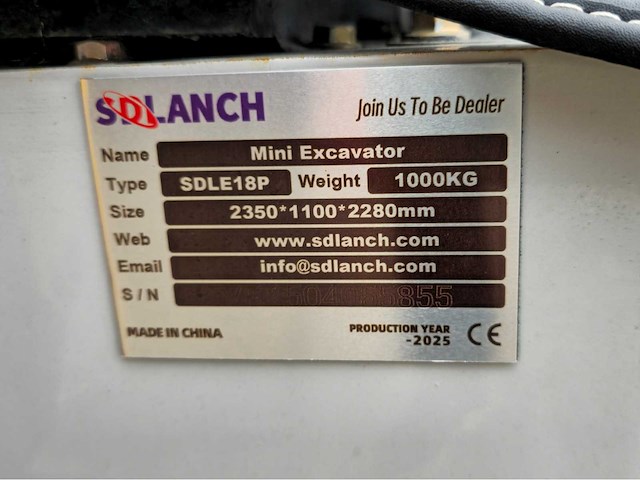 SDLANCH
Join Us To Be Dealer
Name Mini Excavator
Type SDLE18P Weight 1000KG
Size 2350*1100*2280mm
Web www.sdlanch.com
Email info@sdlanch.com
S/N
MADE IN CHINA PRODUCTION YEAR CE
-2025